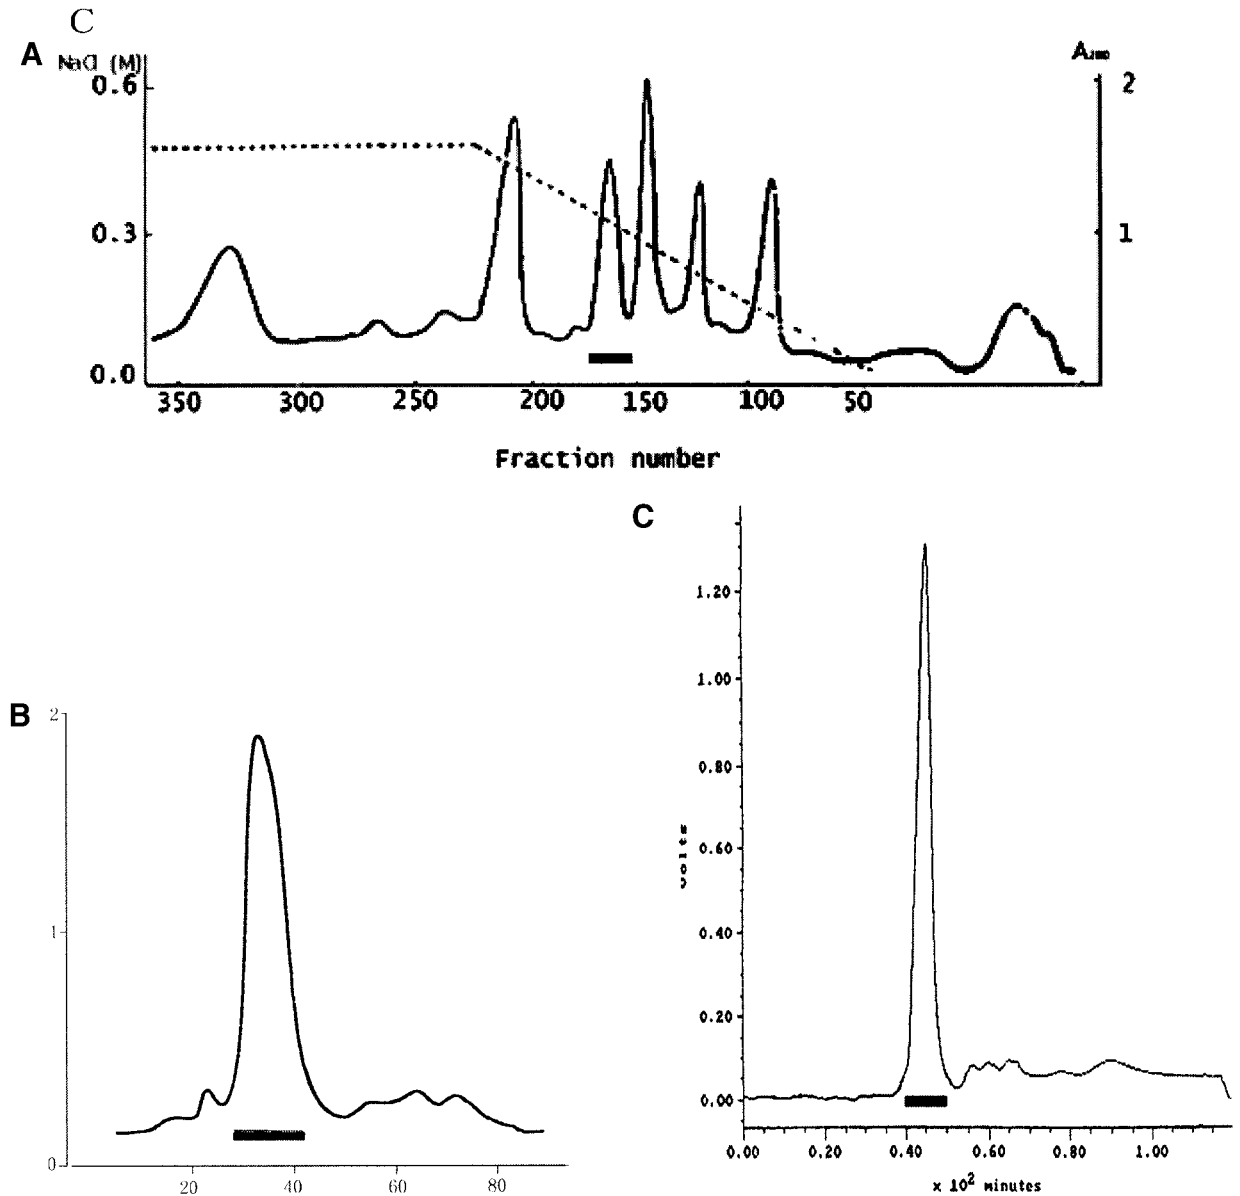 C
A NaCl (M) A₂₈₀
0.6 2
0.3 1
0.0
350 300 250 200 150 100 50
Fraction number
C
1.20
1.00
0.80
0.60
0.40
0.20
0.00
volts
0.00 0.20 0.40 0.60 0.80 1.00
x 10² minutes
B 2
1
0
20 40 60 80